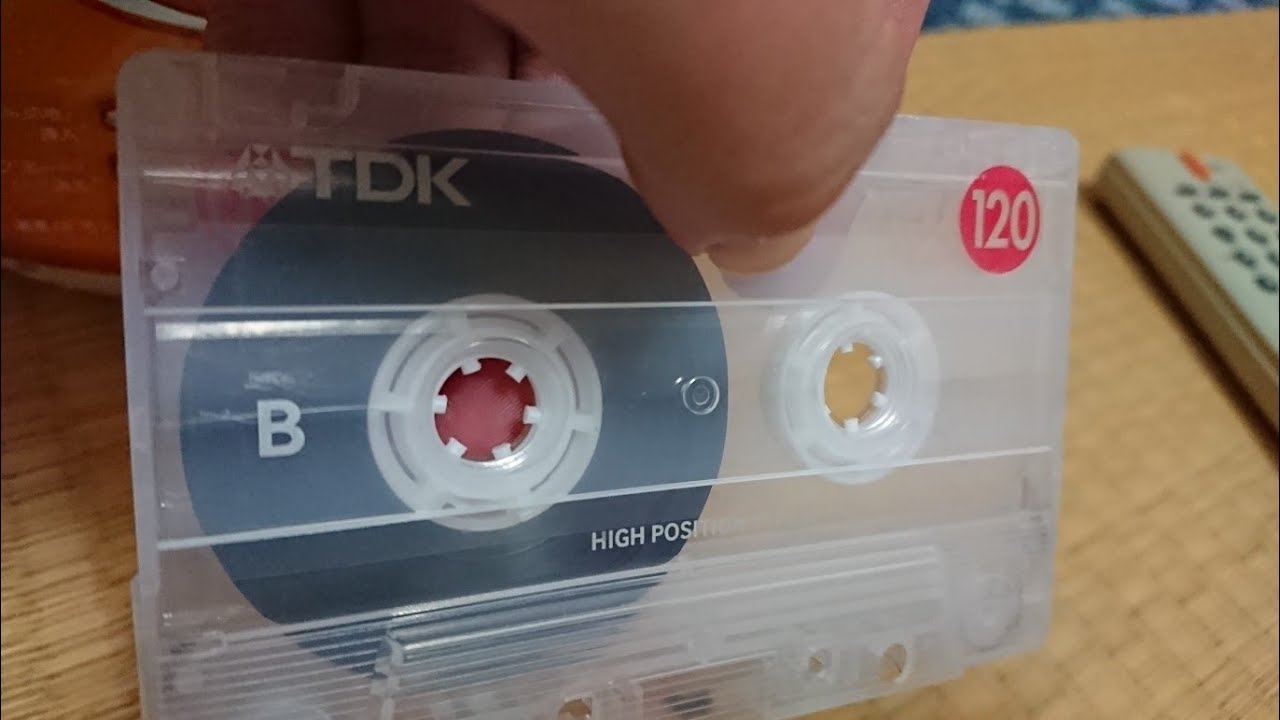 TDK
120
B
HIGH POSITION